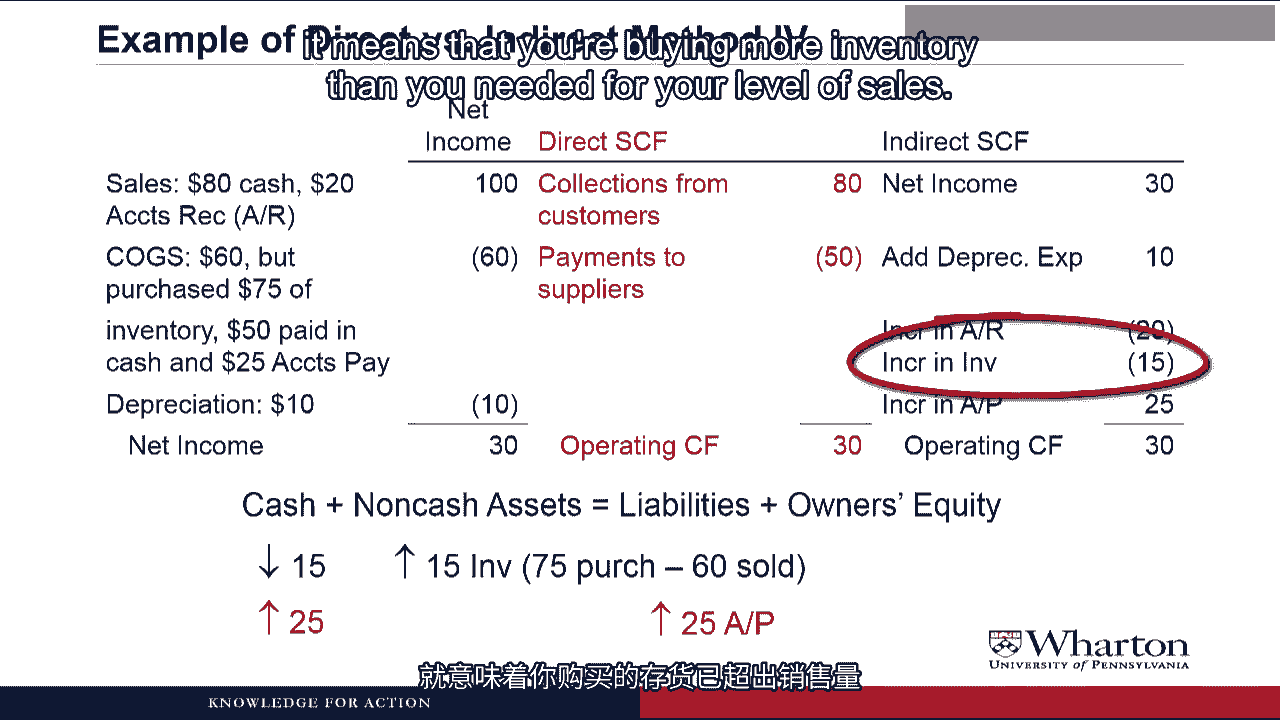 Example of Direct vs. Indirect Method IV
it means that you're buying more inventory
than you needed for your level of sales.
Net
Income Direct SCF Indirect SCF
Sales: $80 cash, $20 100 Collections from 80 Net Income 30
Accts Rec (A/R) customers
COGS: $60, but (60) Payments to (50) Add Deprec. Exp 10
purchased $75 of suppliers
inventory, $50 paid in Incr in A/R (20)
cash and $25 Accts Pay Incr in Inv (15)
Depreciation: $10 (10) Incr in A/P 25
Net Income 30 Operating CF 30 Operating CF 30
Cash + Noncash Assets = Liabilities + Owners' Equity
↓ 15 ↑ 15 Inv (75 purch – 60 sold)
↑ 25 ↑ 25 A/P
Wharton
UNIVERSITY of PENNSYLVANIA
就意味着你购买的存货已超出销售量
KNOWLEDGE FOR ACTION